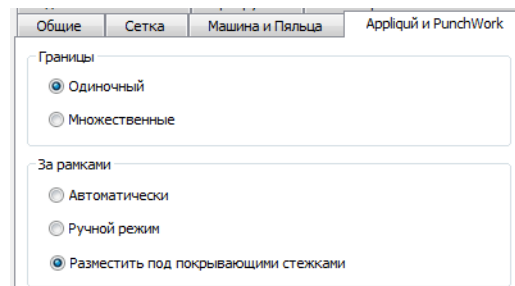 Общие Сетка Машина и Пяльца Appliquй и PunchWork
Границы
Одиночный
Множественные
За рамками
Автоматически
Ручной режим
Разместить под покрывающими стежками